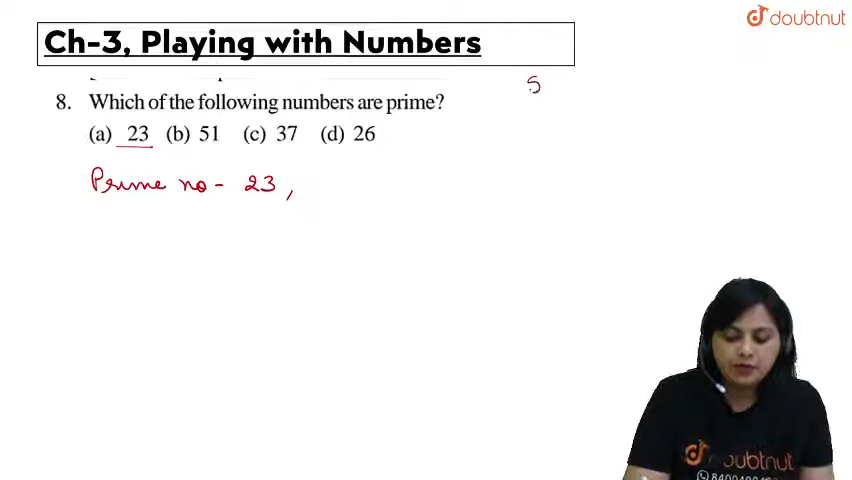 doubtnut
Ch-3, Playing with Numbers
5
8. Which of the following numbers are prime?
(a) 23 (b) 51 (c) 37 (d) 26
Prime no - 23 ,
doubtnut